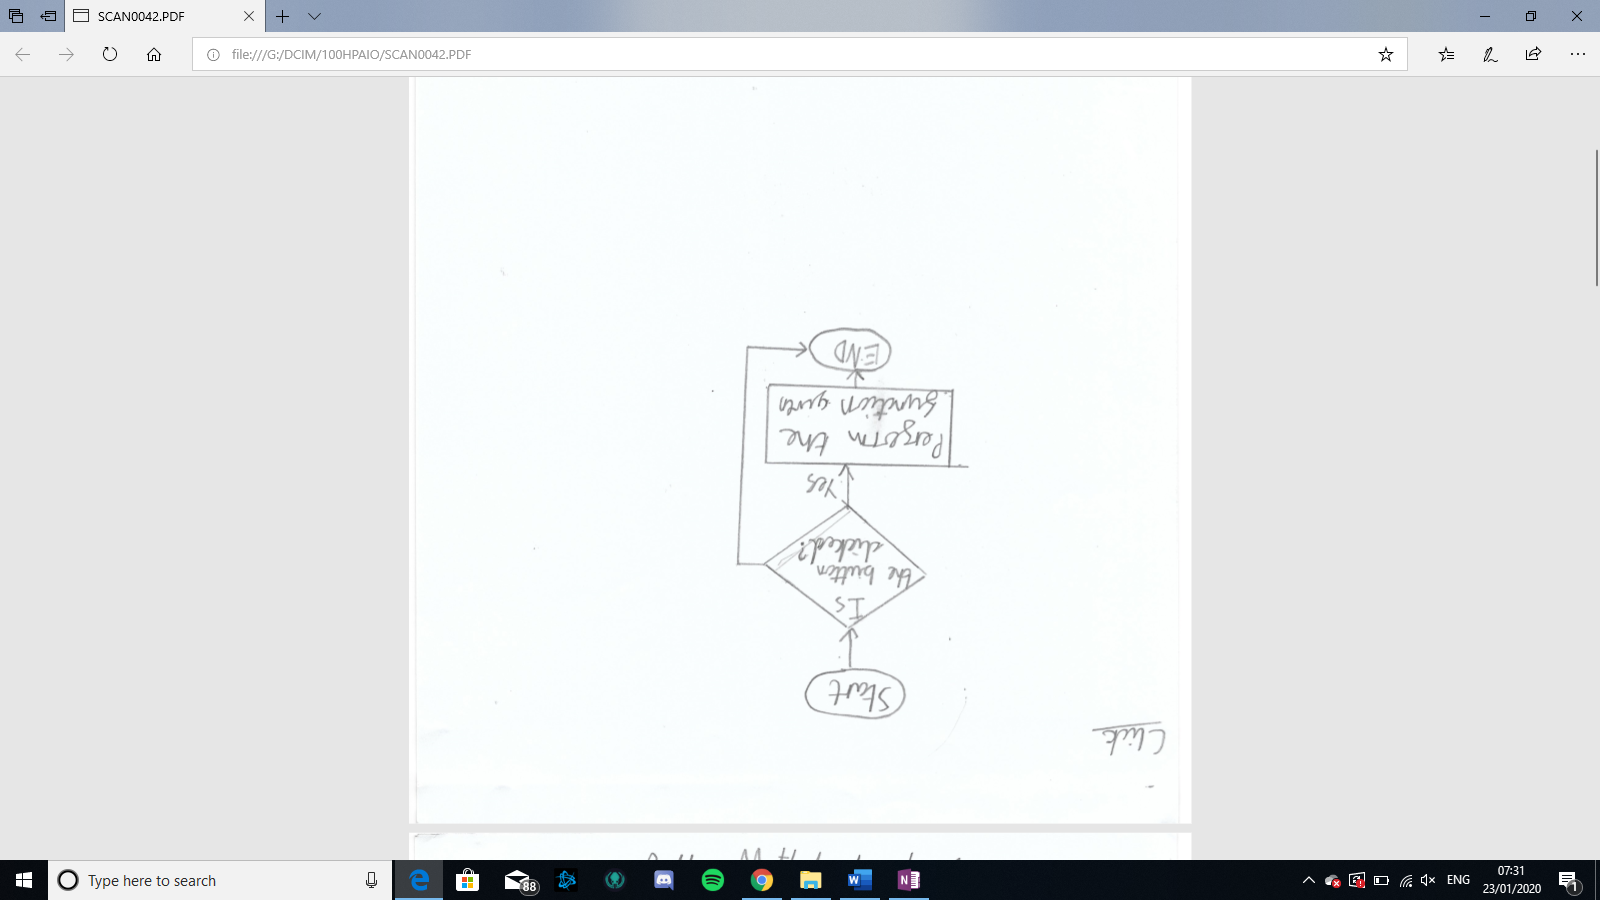 SCAN0042.PDF
file:///G:/DCIM/100HPAIO/SCAN0042.PDF
Click
Start
Is
the button
clicked?
Yes
Perform the
function given
END
Type here to search
88
ENG
07:31
23/01/2020
1